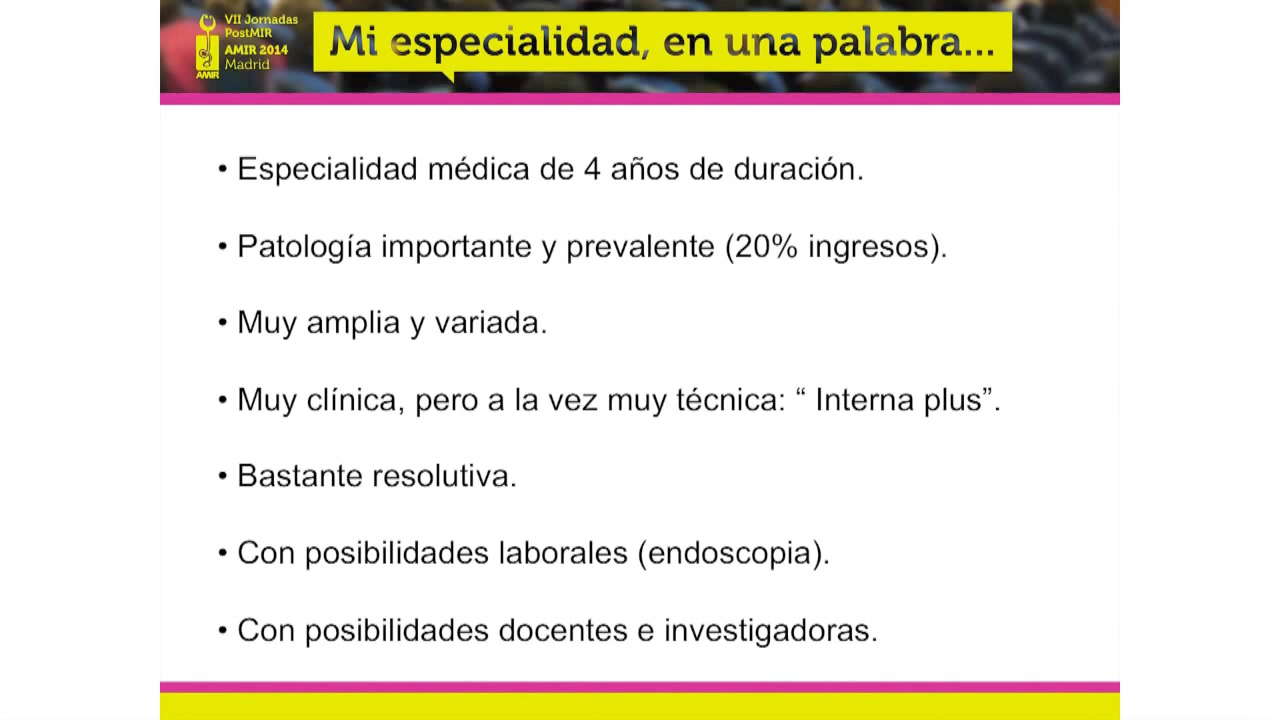 VII Jornadas
PostMIR
AMIR 2014
Madrid
AMIR
Mi especialidad, en una palabra...
• Especialidad médica de 4 años de duración.
• Patología importante y prevalente (20% ingresos).
• Muy amplia y variada.
• Muy clínica, pero a la vez muy técnica: “ Interna plus”.
• Bastante resolutiva.
• Con posibilidades laborales (endoscopia).
• Con posibilidades docentes e investigadoras.